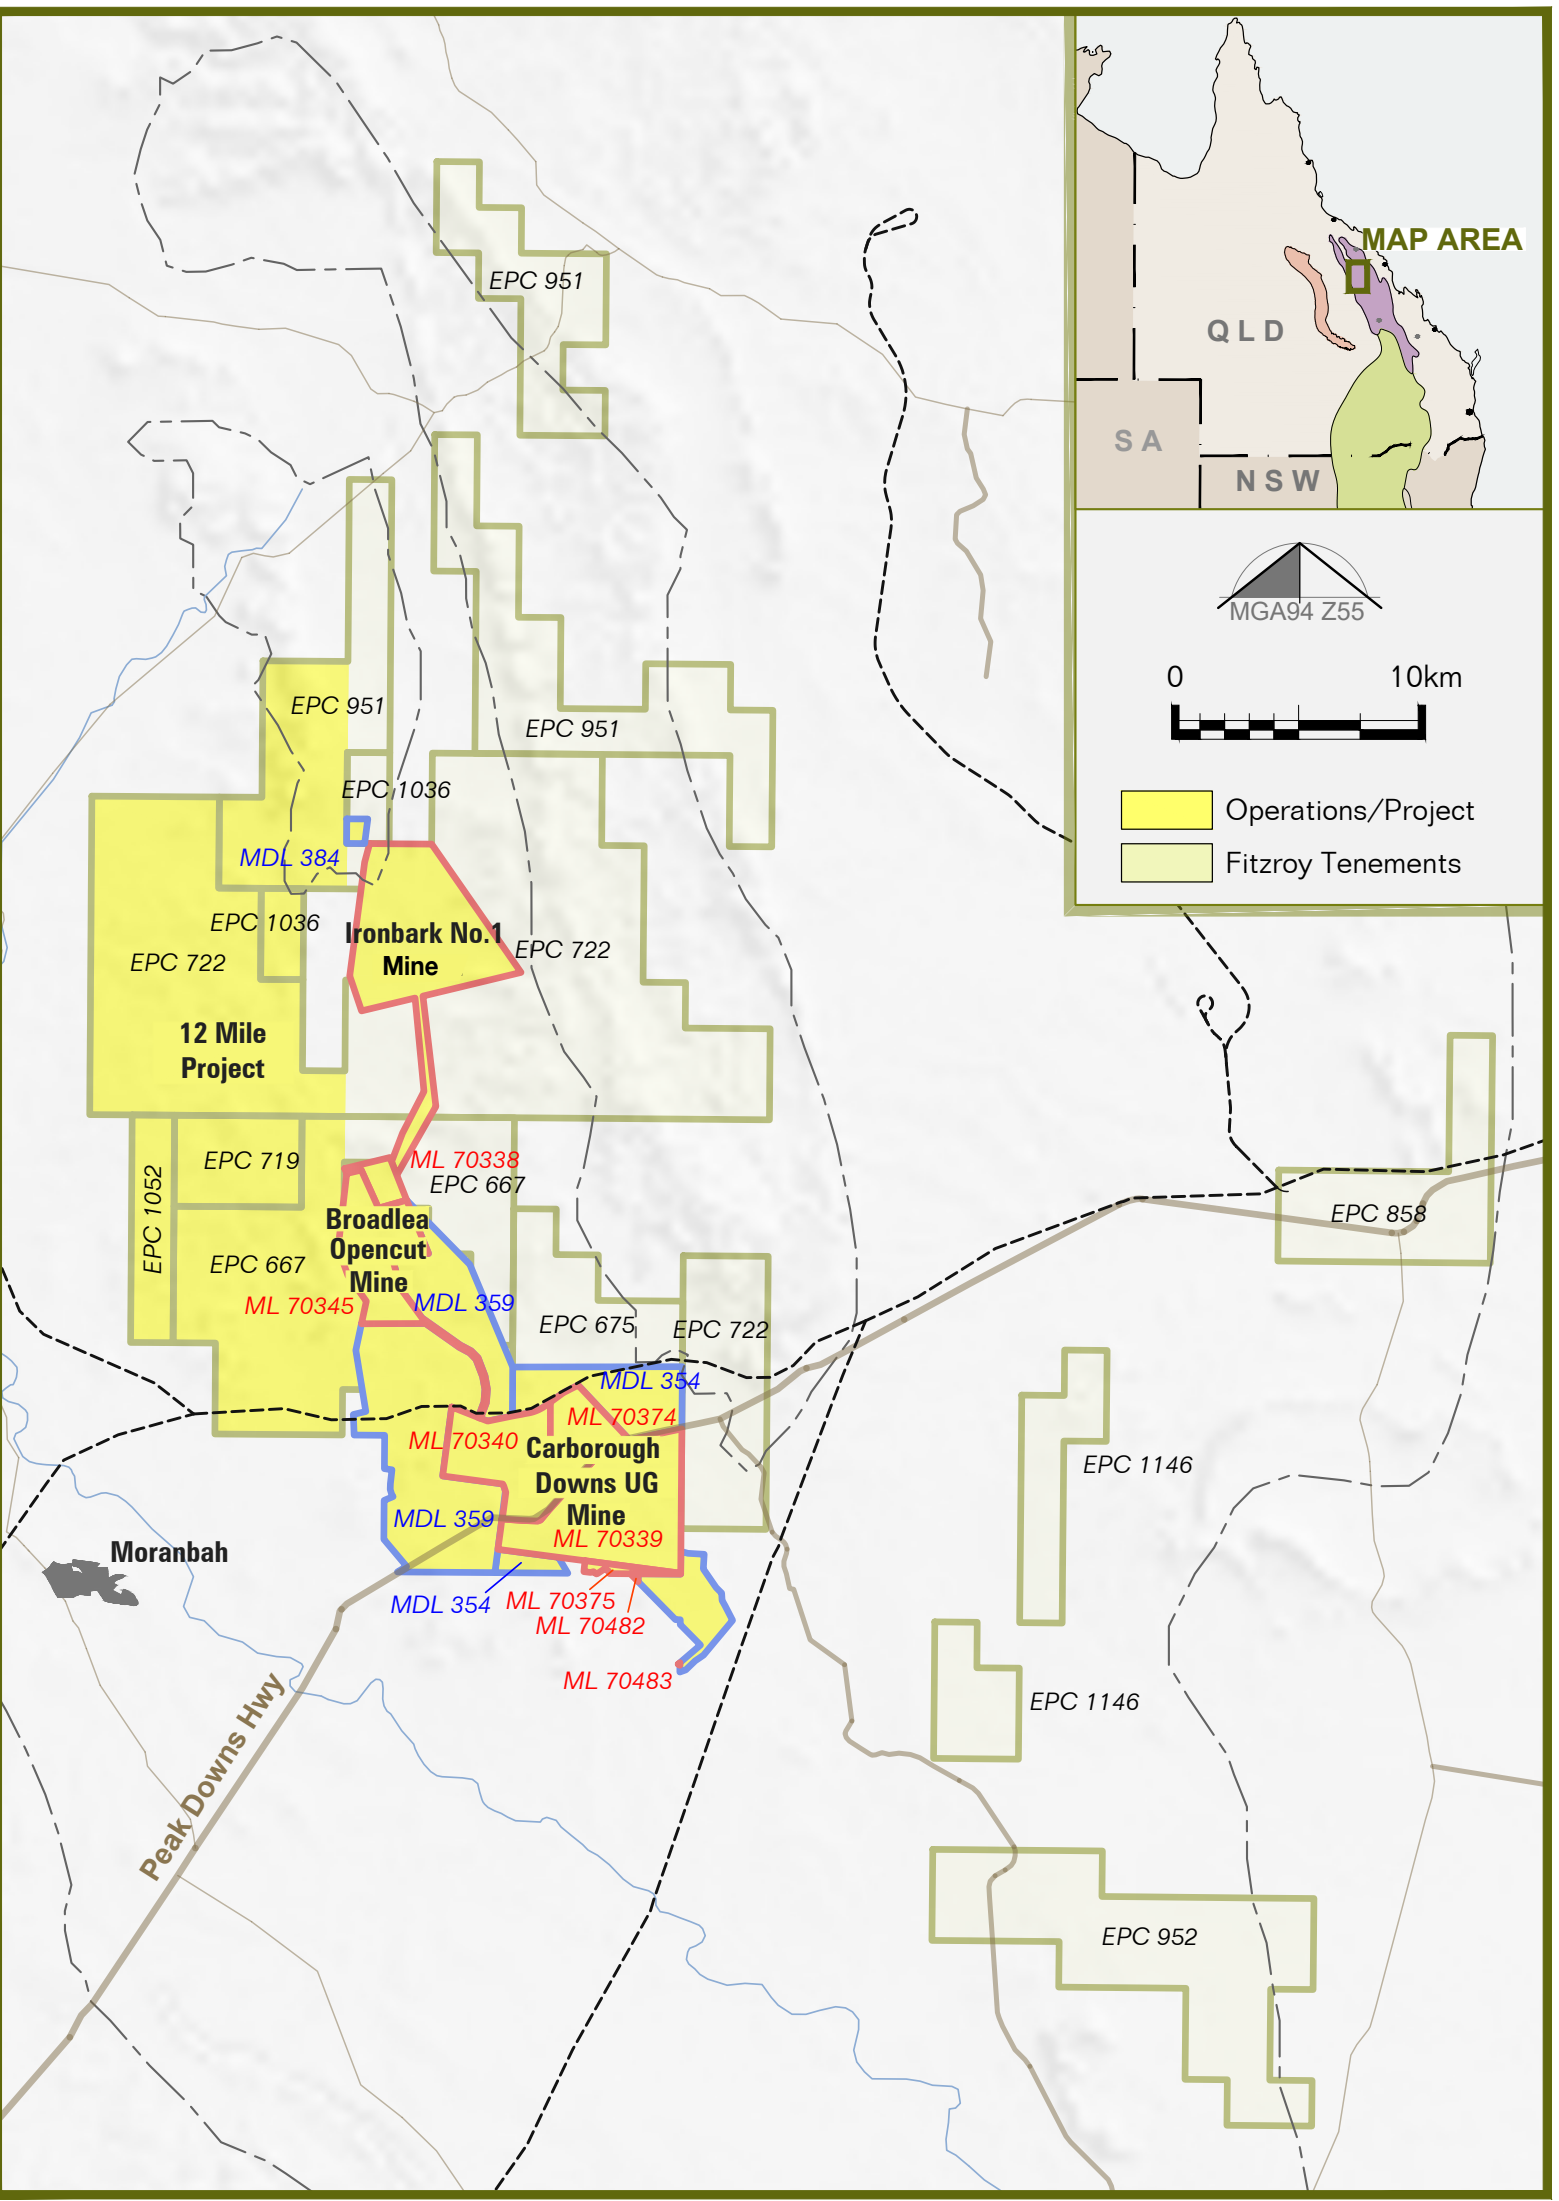 MAP AREA
QLD
SA
NSW
MGA94 Z55
0
10km
Operations/Project
Fitzroy Tenements
EPC 951
EPC 951
EPC 951
EPC 1036
MDL 384
EPC 1036
Ironbark No.1
Mine
EPC 722
EPC 722
12 Mile
Project
ML 70338
EPC 719
EPC 667
EPC 1052
Broadlea
Opencut
Mine
EPC 667
ML 70345
MDL 359
EPC 858
EPC 675
EPC 722
MDL 354
ML 70374
ML 70340
Carborough
Downs UG
Mine
EPC 1146
MDL 359
ML 70339
Moranbah
MDL 354
ML 70375
ML 70482
ML 70483
EPC 1146
Peak Downs Hwy
EPC 952